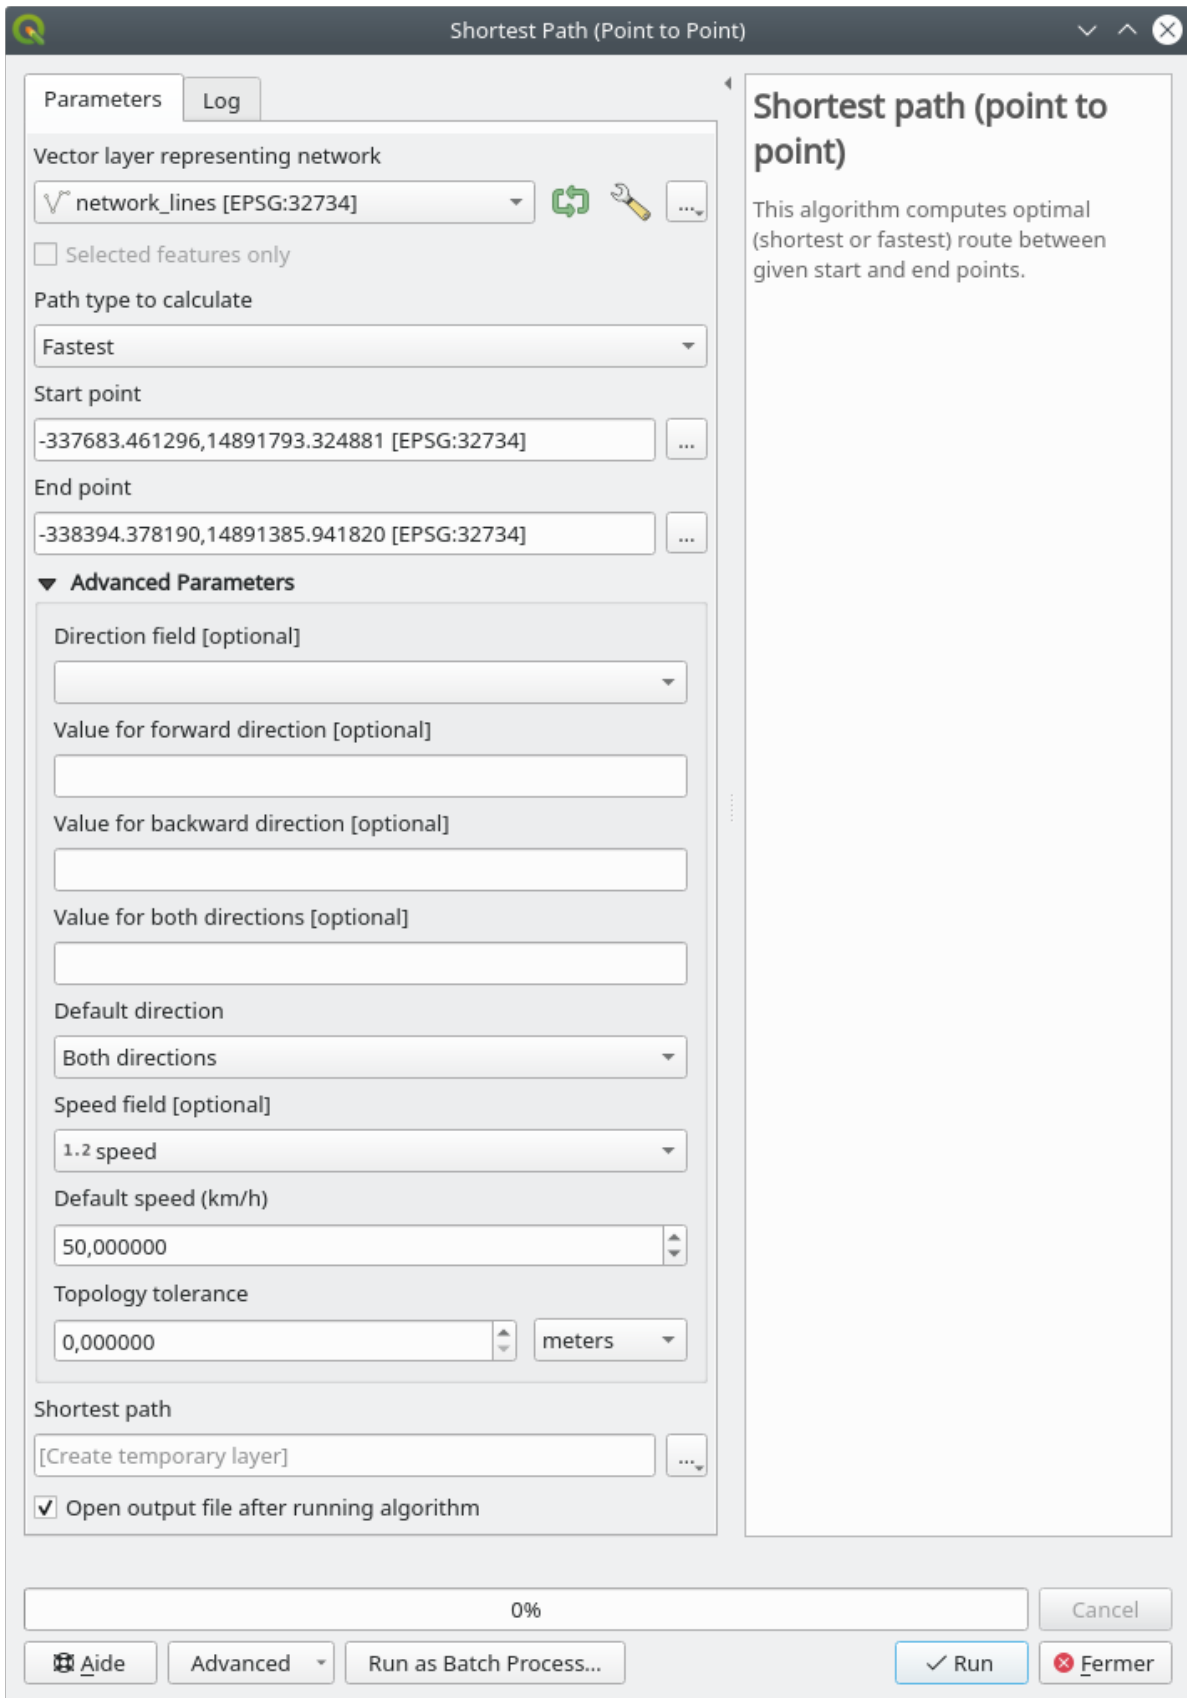 Shortest Path (Point to Point)
Parameters
Log
Vector layer representing network
network_lines [EPSG:32734]
...
Selected features only
Path type to calculate
Fastest
Start point
-337683.461296,14891793.324881 [EPSG:32734]
...
End point
-338394.378190,14891385.941820 [EPSG:32734]
...
Advanced Parameters
Direction field [optional]
Value for forward direction [optional]
Value for backward direction [optional]
Value for both directions [optional]
Default direction
Both directions
Speed field [optional]
1.2 speed
Default speed (km/h)
50,000000
Topology tolerance
0,000000
meters
Shortest path
[Create temporary layer]
...
Open output file after running algorithm
Shortest path (point to
point)
This algorithm computes optimal
(shortest or fastest) route between
given start and end points.
0%
Cancel
Aide
Advanced
Run as Batch Process...
Run
Fermer